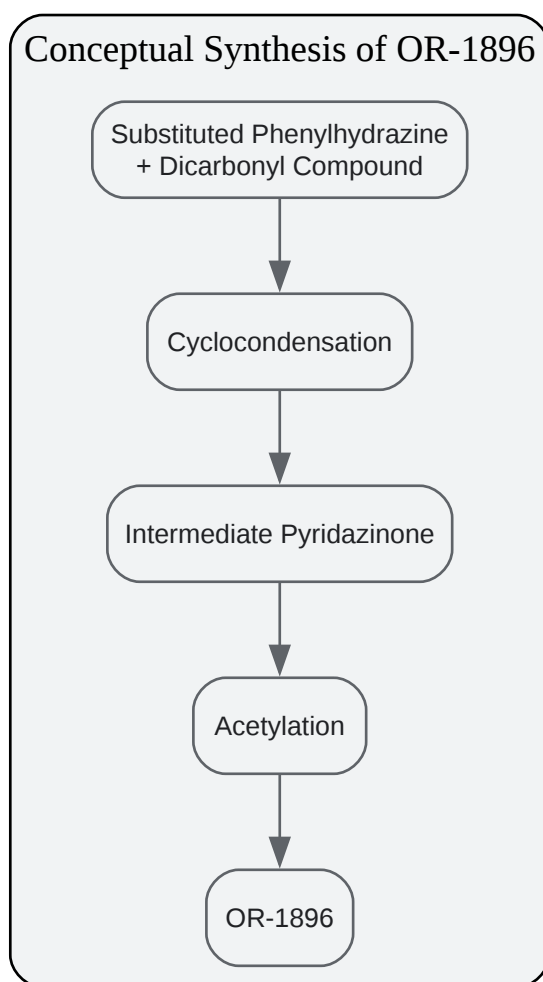 Conceptual Synthesis of OR-1896
Substituted Phenylhydrazine
+ Dicarbonyl Compound
Cyclocondensation
Intermediate Pyridazinone
Acetylation
OR-1896